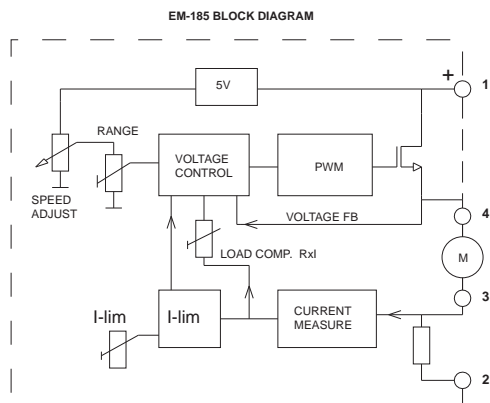 EM-185 BLOCK DIAGRAM
+
1
5V
RANGE
VOLTAGE
CONTROL
PWM
SPEED
ADJUST
VOLTAGE FB
4
LOAD COMP. RxI
M
I-lim
I-lim
CURRENT
MEASURE
3
2